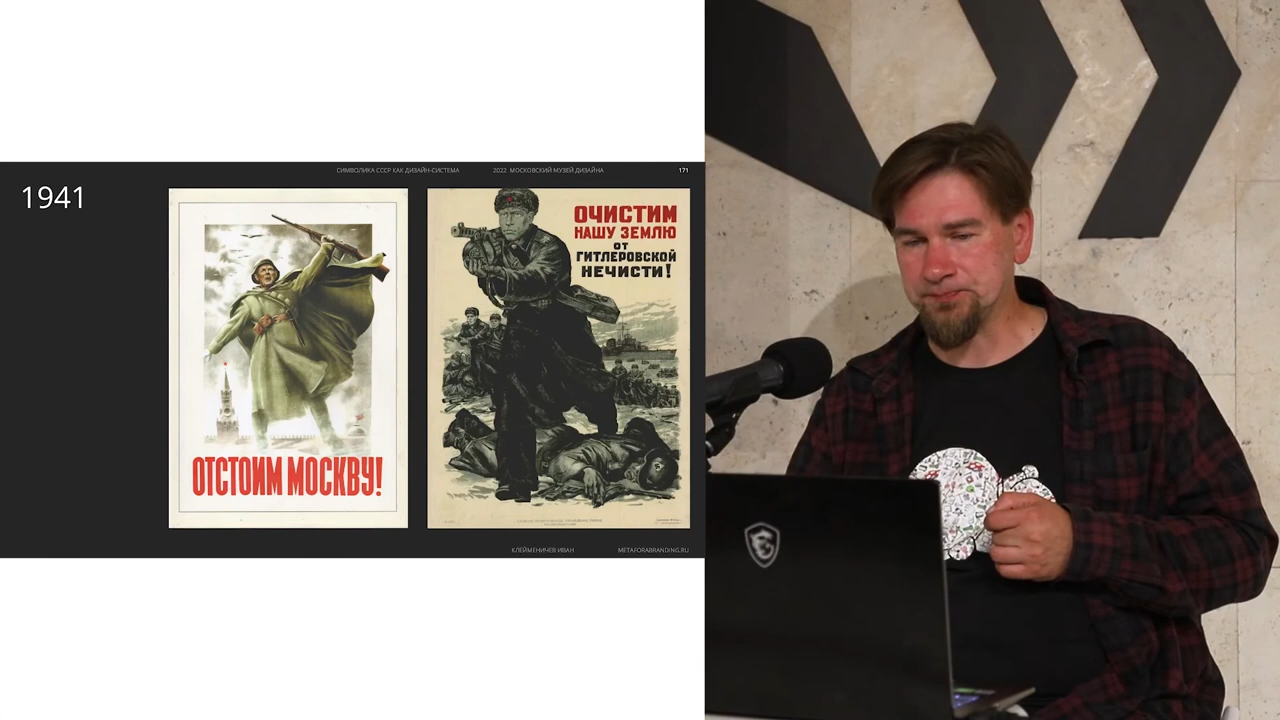 СИМВОЛИКА СССР КАК ДИЗАЙН-СИСТЕМА
2022 МОСКОВСКИЙ МУЗЕЙ ДИЗАЙНА
171
1941
ОТСТОИМ МОСКВУ!
ОЧИСТИМ
НАШУ ЗЕМЛЮ
ОТ
ГИТЛЕРОВСКОЙ
НЕЧИСТИ!
КЛЕЙМЕНИЧЕВ ИВАН
METAFORABRANDING.RU